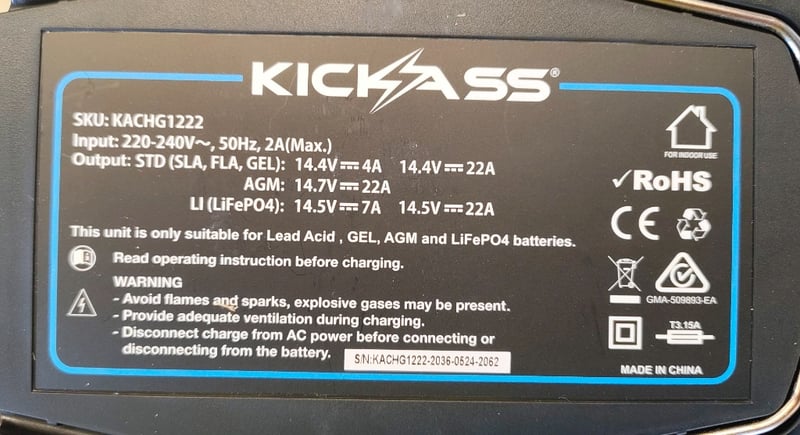 KICKASS®
SKU: KACHG1222
Input: 220-240V～, 50Hz, 2A(Max.)
Output: STD (SLA, FLA, GEL): 14.4V⎓4A 14.4V⎓22A
AGM: 14.7V⎓22A
LI (LiFePO4): 14.5V⎓7A 14.5V⎓22A
This unit is only suitable for Lead Acid , GEL, AGM and LiFePO4 batteries.
Read operating instruction before charging.
WARNING
- Avoid flames and sparks, explosive gases may be present.
- Provide adequate ventilation during charging.
- Disconnect charge from AC power before connecting or
disconnecting from the battery.
S/N:KACHG1222-2036-0524-2062
FOR INDOOR USE
✓RoHS
CE
GMA-509893-EA
T3.15A
MADE IN CHINA